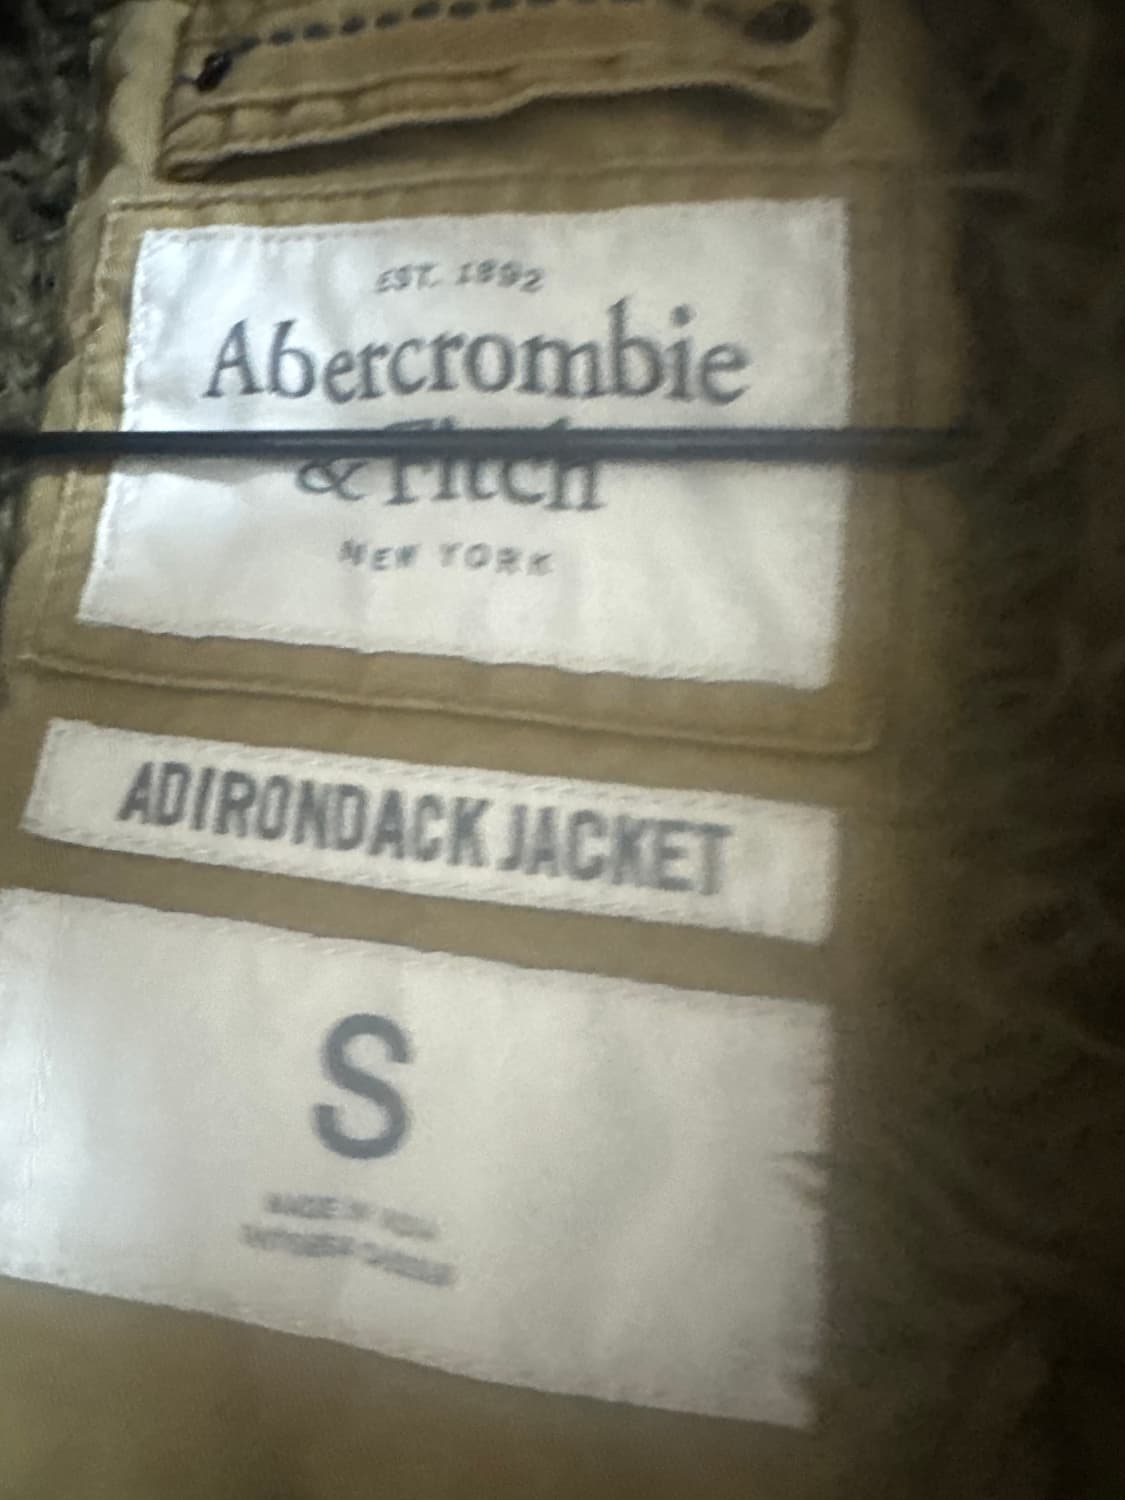 EST. 1892
Abercrombie
& Fitch
NEW YORK
ADIRONDACK JACKET
S